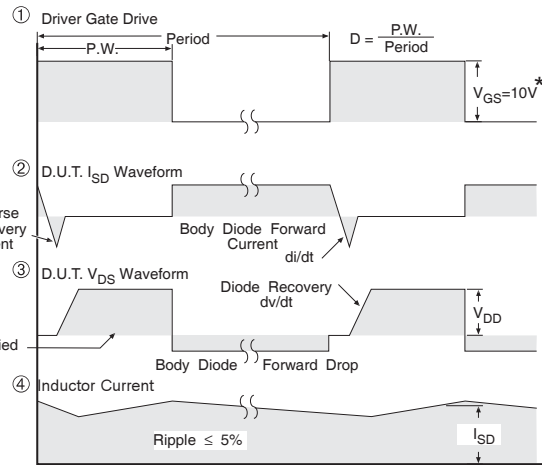 ① Driver Gate Drive
P.W.
Period
D = P.W.
Period
VGS=10V*
② D.U.T. ISD Waveform
Body Diode Forward
Current
di/dt
③ D.U.T. VDS Waveform
Diode Recovery
dv/dt
VDD
Body Diode Forward Drop
④ Inductor Current
Ripple ≤ 5%
ISD